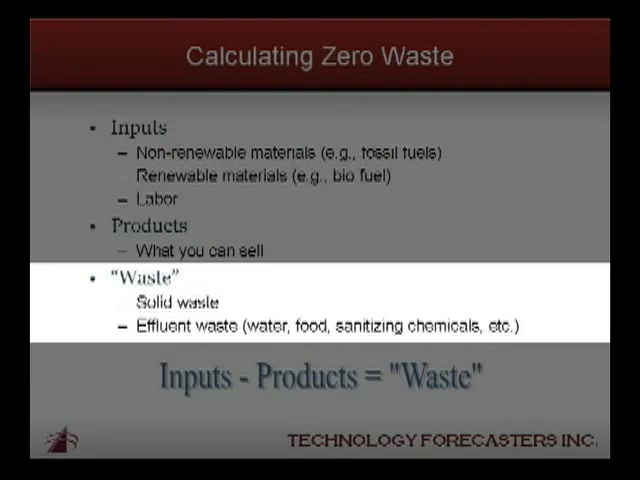 Calculating Zero Waste
• Inputs
– Non-renewable materials (e.g., fossil fuels)
Renewable materials (e.g., bio fuel)
– Labor
• Products
– What you can sell
• "Waste"
Solid waste
– Effluent waste (water, food, sanitizing chemicals, etc.)
Inputs - Products = "Waste"
TECHNOLOGY FORECASTERS INC.